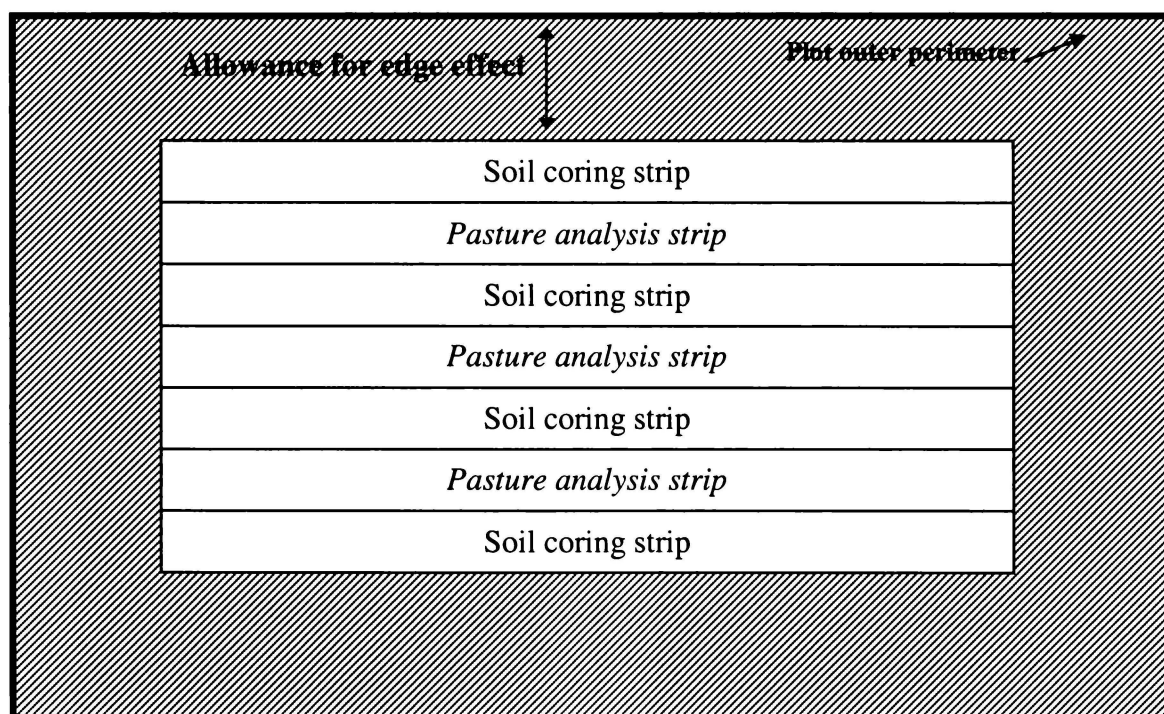 Allowance for edge effect
Plot outer perimeter
Soil coring strip
Pasture analysis strip
Soil coring strip
Pasture analysis strip
Soil coring strip
Pasture analysis strip
Soil coring strip